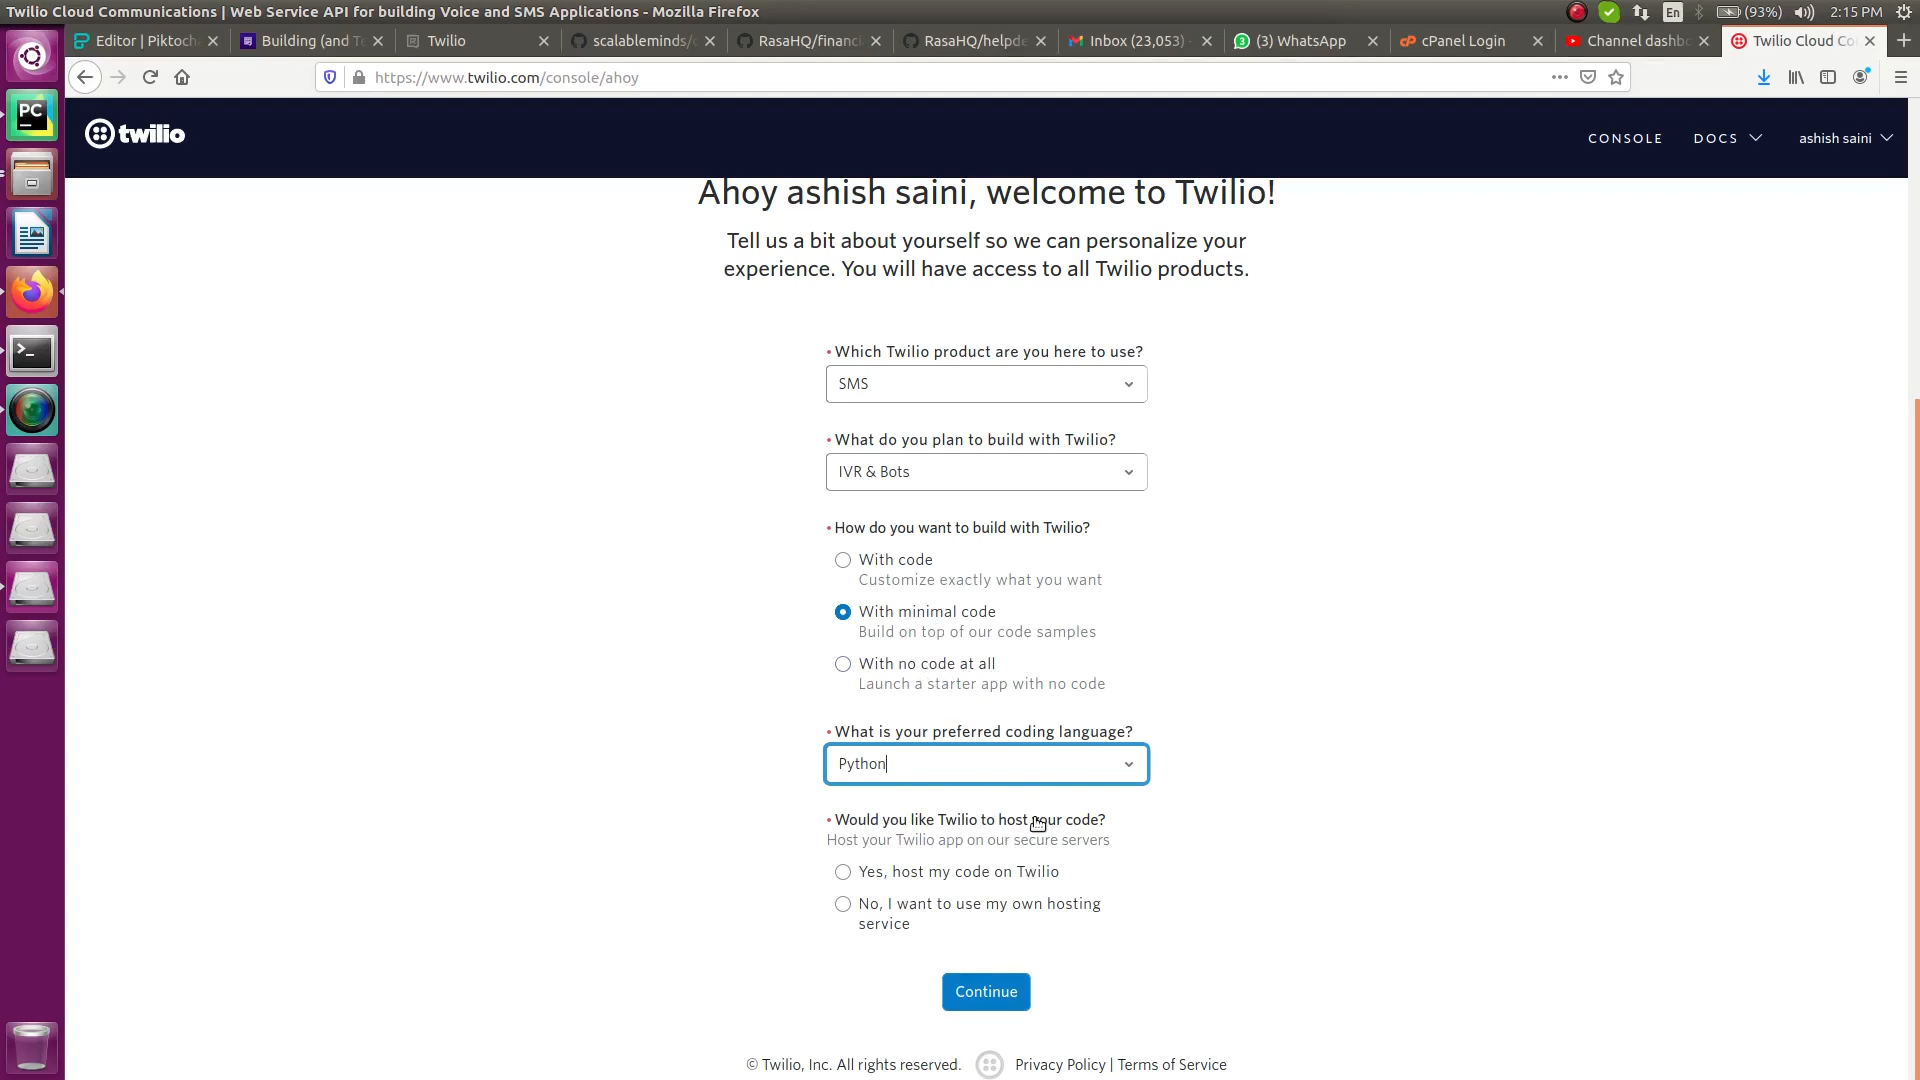 Twilio Cloud Communications | Web Service API for building Voice and SMS Applications - Mozilla Firefox
En
(93%)
2:15 PM
Editor | Piktocha
Building (and Te
Twilio
scalableminds/c
RasaHQ/financi
RasaHQ/helpde
Inbox (23,053) -
(3) WhatsApp
cPanel Login
Channel dashbo
Twilio Cloud Co
https://www.twilio.com/console/ahoy
PC
twilio
CONSOLE
DOCS
ashish saini
Ahoy ashish saini, welcome to Twilio!
Tell us a bit about yourself so we can personalize your
experience. You will have access to all Twilio products.
• Which Twilio product are you here to use?
SMS
• What do you plan to build with Twilio?
IVR & Bots
• How do you want to build with Twilio?
With code
Customize exactly what you want
With minimal code
Build on top of our code samples
With no code at all
Launch a starter app with no code
• What is your preferred coding language?
Python
• Would you like Twilio to host your code?
Host your Twilio app on our secure servers
Yes, host my code on Twilio
No, I want to use my own hosting
service
Continue
© Twilio, Inc. All rights reserved.
Privacy Policy | Terms of Service